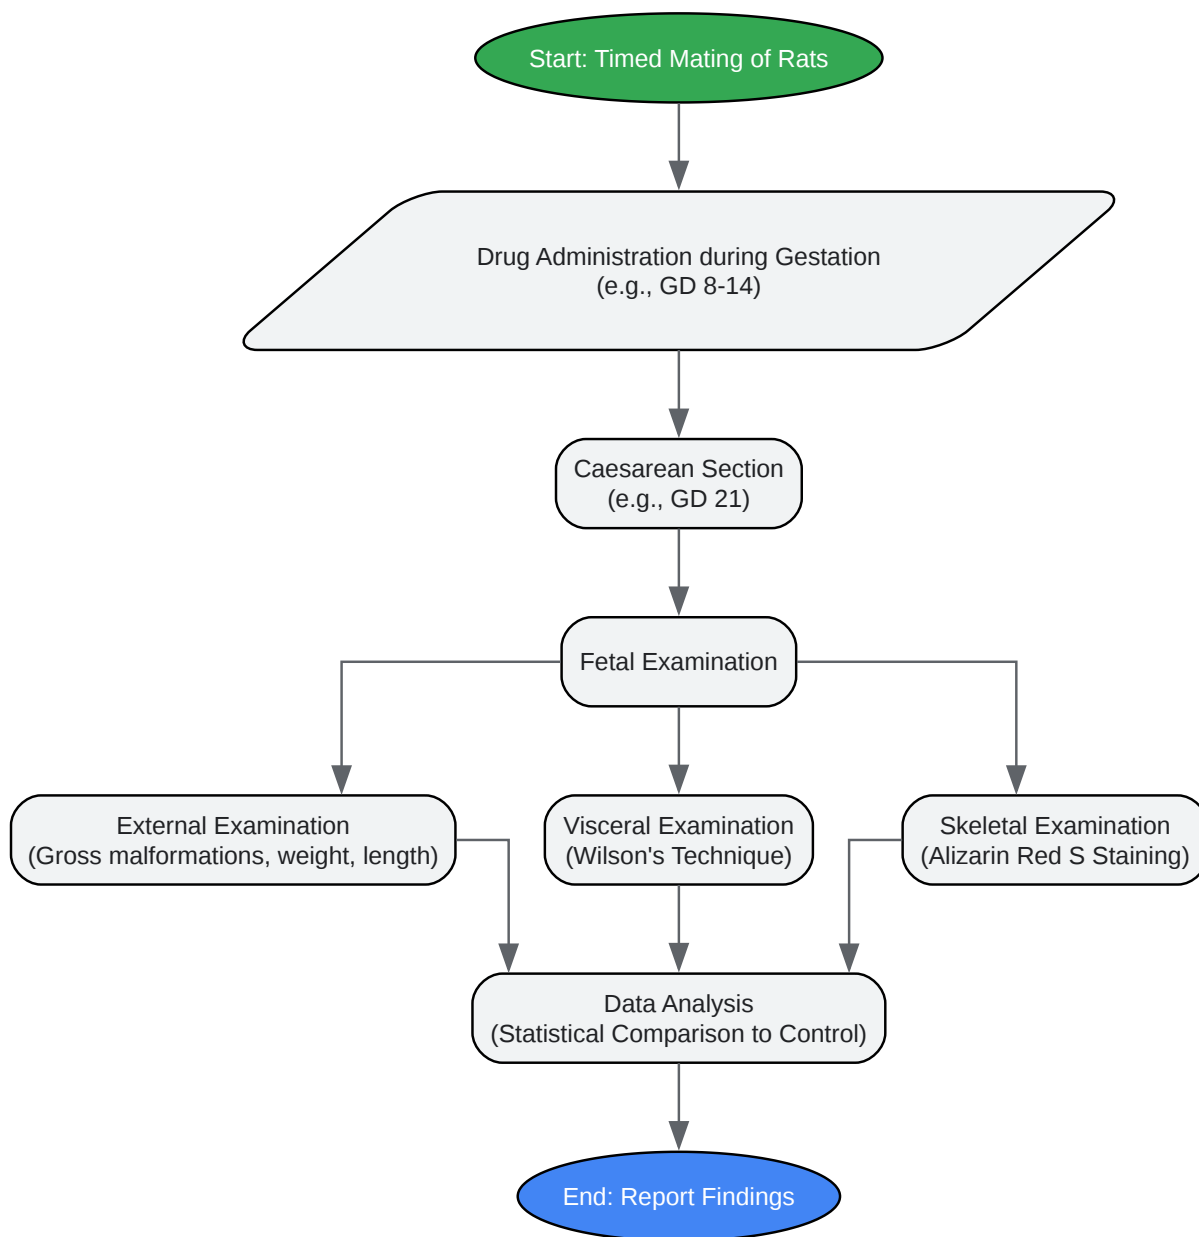 Start: Timed Mating of Rats
Drug Administration during Gestation
(e.g., GD 8-14)
Caesarean Section
(e.g., GD 21)
Fetal Examination
External Examination
(Gross malformations, weight, length)
Visceral Examination
(Wilson's Technique)
Skeletal Examination
(Alizarin Red S Staining)
Data Analysis
(Statistical Comparison to Control)
End: Report Findings